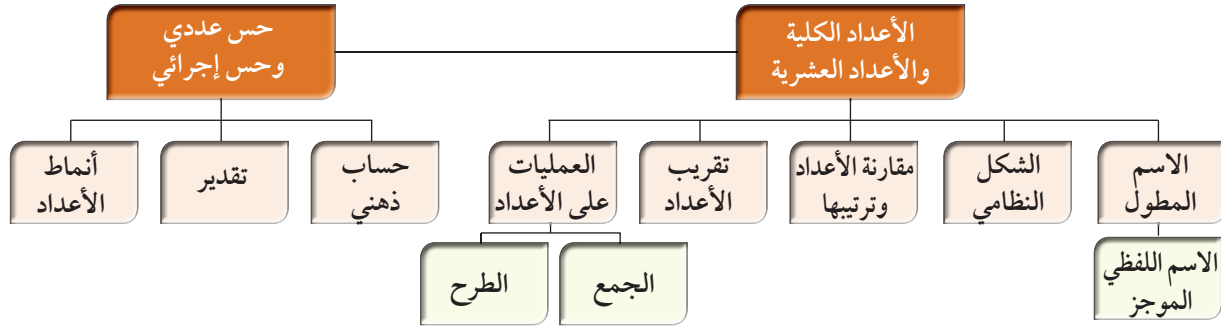 الأعداد الكلية
والأعداد العشرية
حس عددي
وحس إجرائي
الاسم
المطول
الشكل
النظامي
مقارنة الأعداد
وترتيبها
تقريب
الأعداد
العمليات
على الأعداد
حساب
ذهني
تقدير
أنماط
الأعداد
الاسم اللفظي
الموجز
الجمع
الطرح